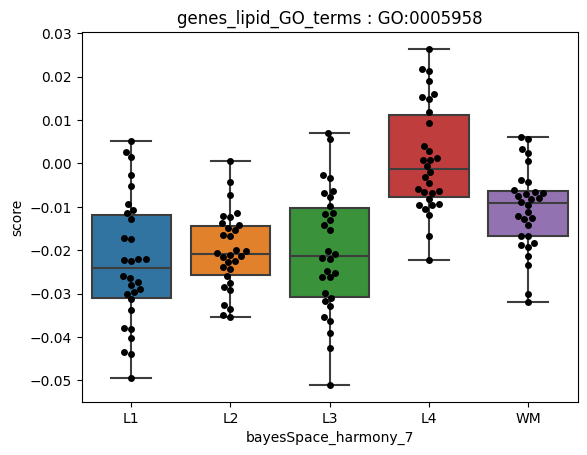 genes_lipid_GO_terms : GO:0005958
0.03
0.02
0.01
0.00
−0.01
−0.02
−0.03
−0.04
−0.05
score
L1 L2 L3 L4 WM
bayesSpace_harmony_7